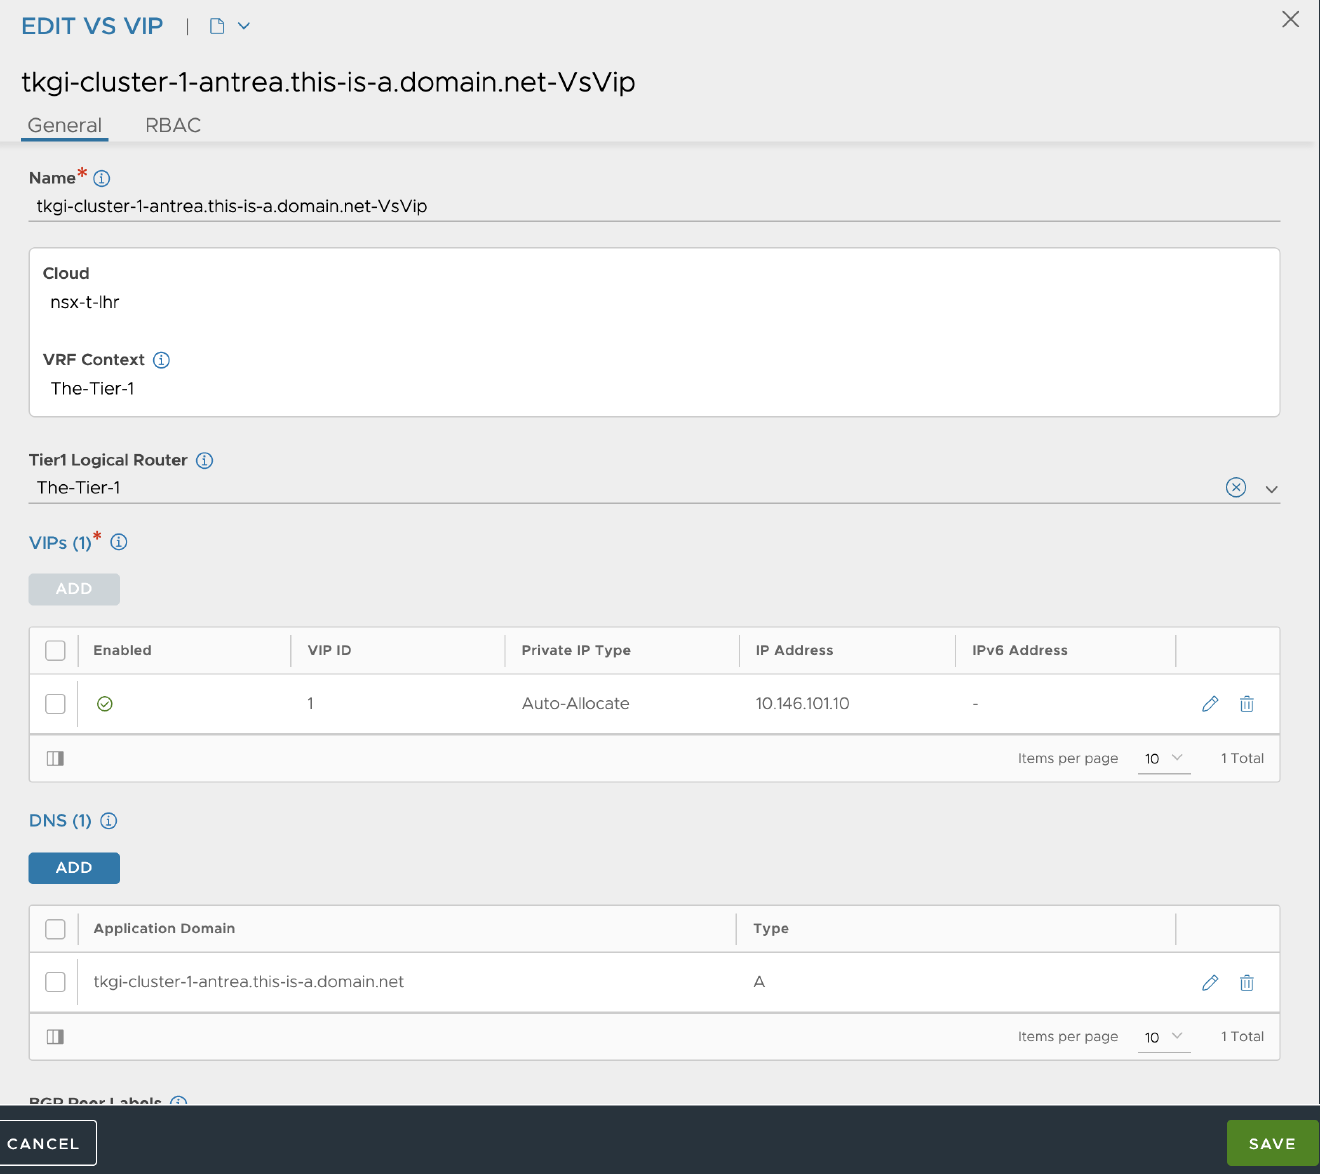 EDIT VS VIP
tkgi-cluster-1-antrea.this-is-a.domain.net-VsVip
General RBAC
Name*
tkgi-cluster-1-antrea.this-is-a.domain.net-VsVip
Cloud
nsx-t-lhr
VRF Context
The-Tier-1
Tier1 Logical Router
The-Tier-1
VIPs (1)*
ADD
Enabled VIP ID Private IP Type IP Address IPv6 Address
1 Auto-Allocate 10.146.101.10 -
Items per page 10 1 Total
DNS (1)
ADD
Application Domain Type
tkgi-cluster-1-antrea.this-is-a.domain.net A
Items per page 10 1 Total
BGP Peer Labels
CANCEL SAVE